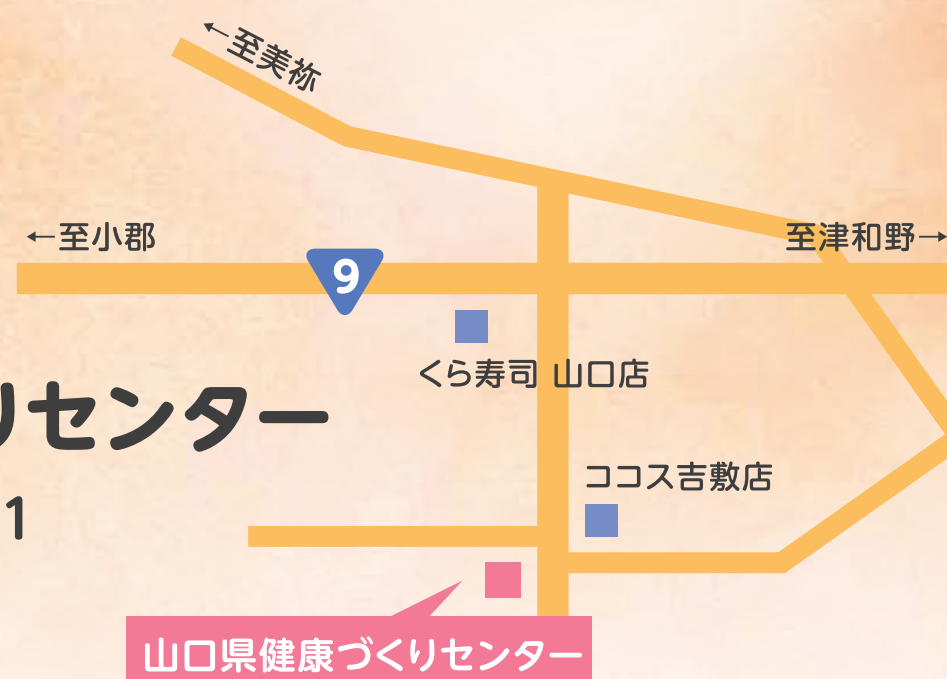 ←至美祢
←至小郡
至津和野→
9
くら寿司 山口店
りセンター
ココス吉敷店
1
山口県健康づくりセンター